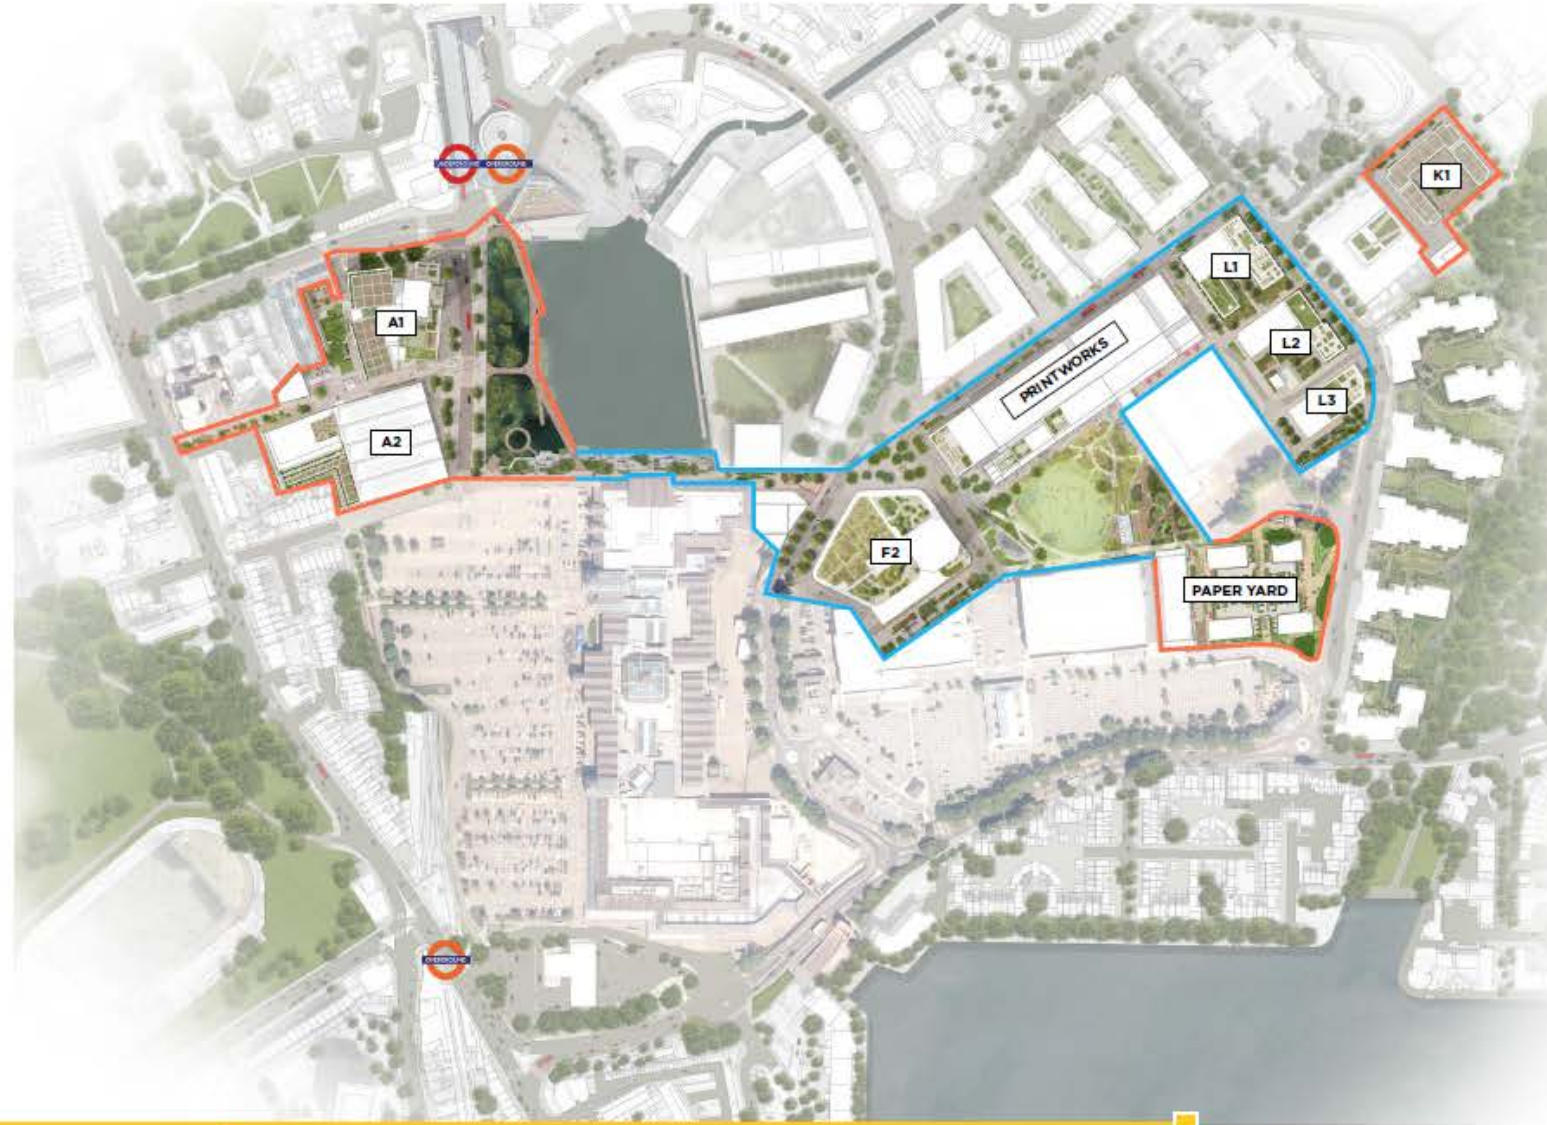 UNDERGROUND
OVERGROUND
K1
L1
A1
L2
PRINTWORKS
L3
A2
F2
PAPER YARD
OVERGROUND